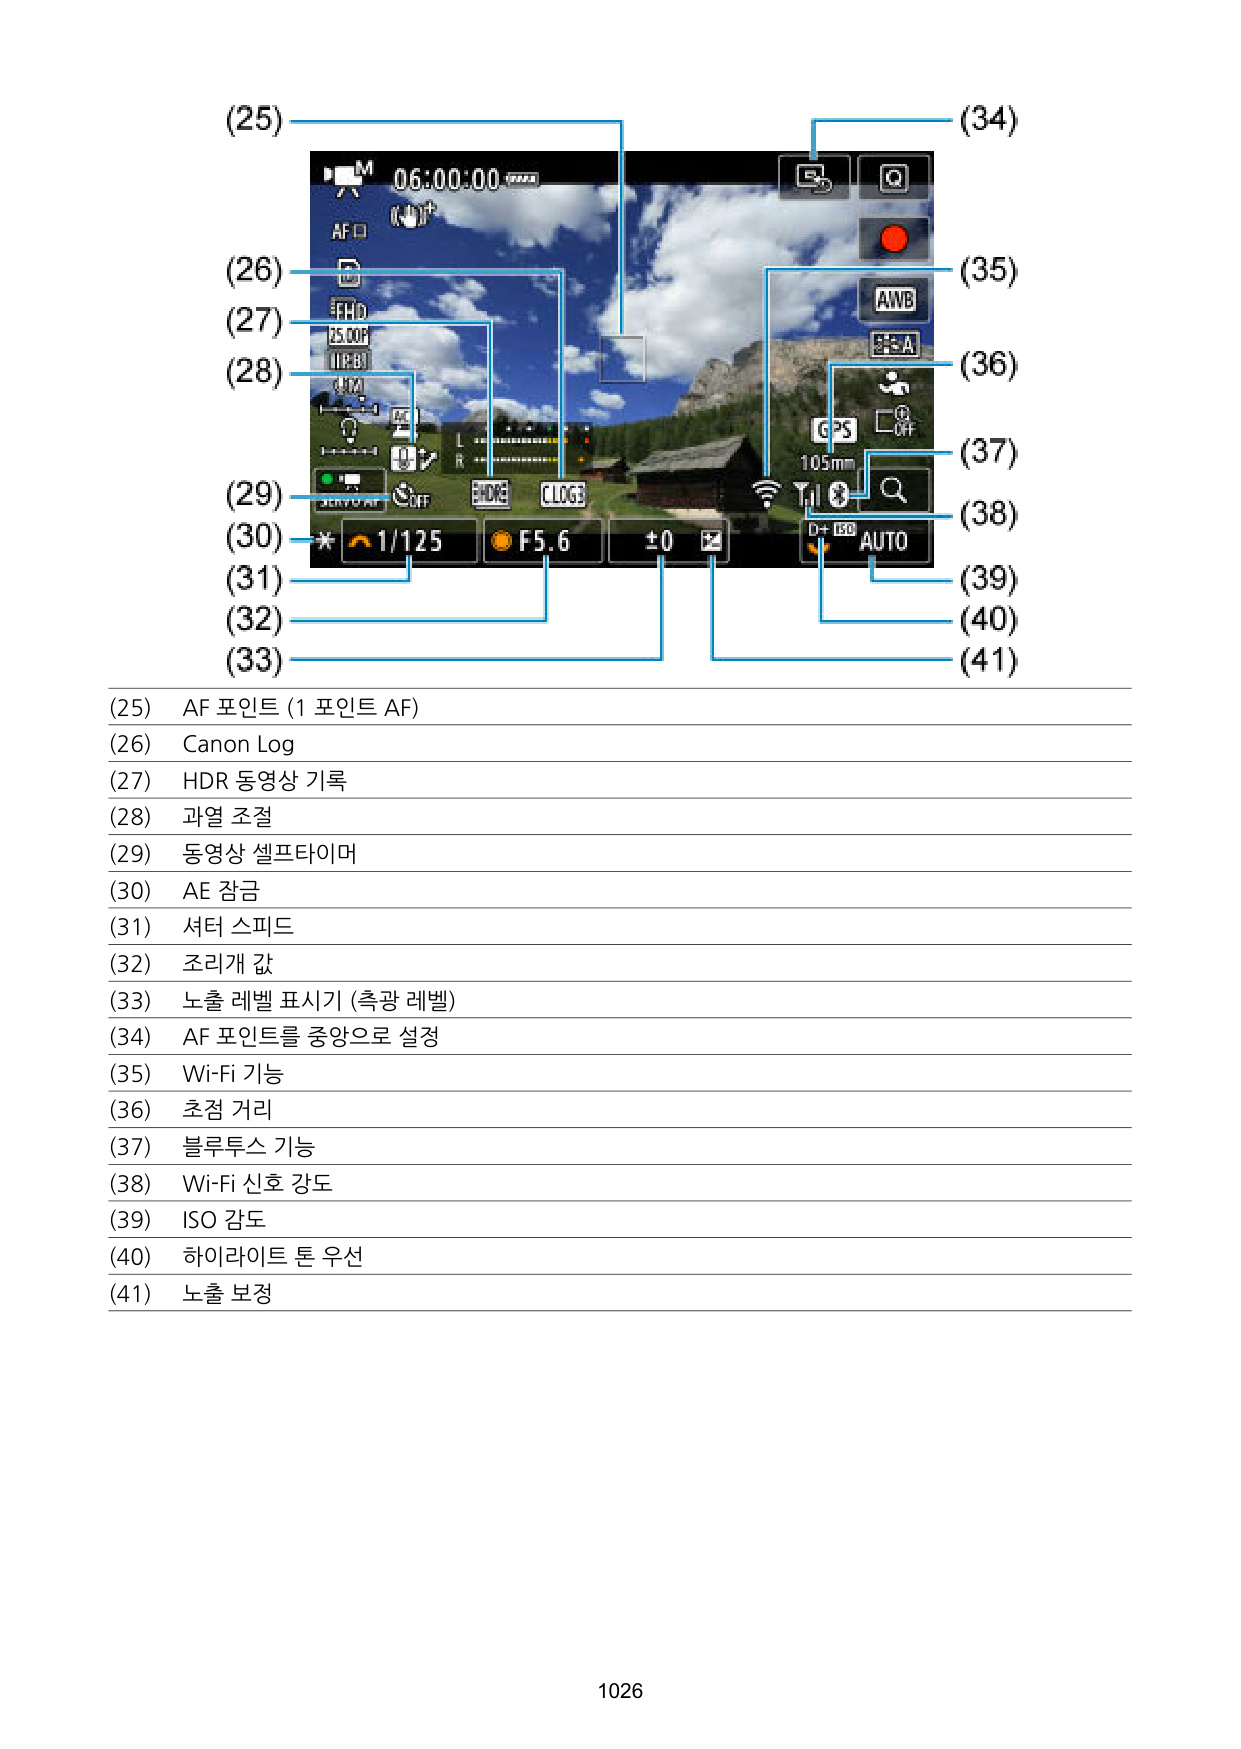 (25)
(34)
M
06:00:00
Q
AF
(26)
(35)
AWB
FHD
(27)
25.00P
A
(36)
(28)
GPS
OFF
L
R
105mm
(37)
(29)
OFF
HDR
C.LOG3
SERVO AF
(38)
(30)
1/125
F5.6
±0
D+
ISO
AUTO
(31)
(39)
(32)
(40)
(33)
(41)
(25) AF 포인트 (1 포인트 AF)
(26) Canon Log
(27) HDR 동영상 기록
(28) 과열 조절
(29) 동영상 셀프타이머
(30) AE 잠금
(31) 셔터 스피드
(32) 조리개 값
(33) 노출 레벨 표시기 (측광 레벨)
(34) AF 포인트를 중앙으로 설정
(35) Wi-Fi 기능
(36) 초점 거리
(37) 블루투스 기능
(38) Wi-Fi 신호 강도
(39) ISO 감도
(40) 하이라이트 톤 우선
(41) 노출 보정
1026